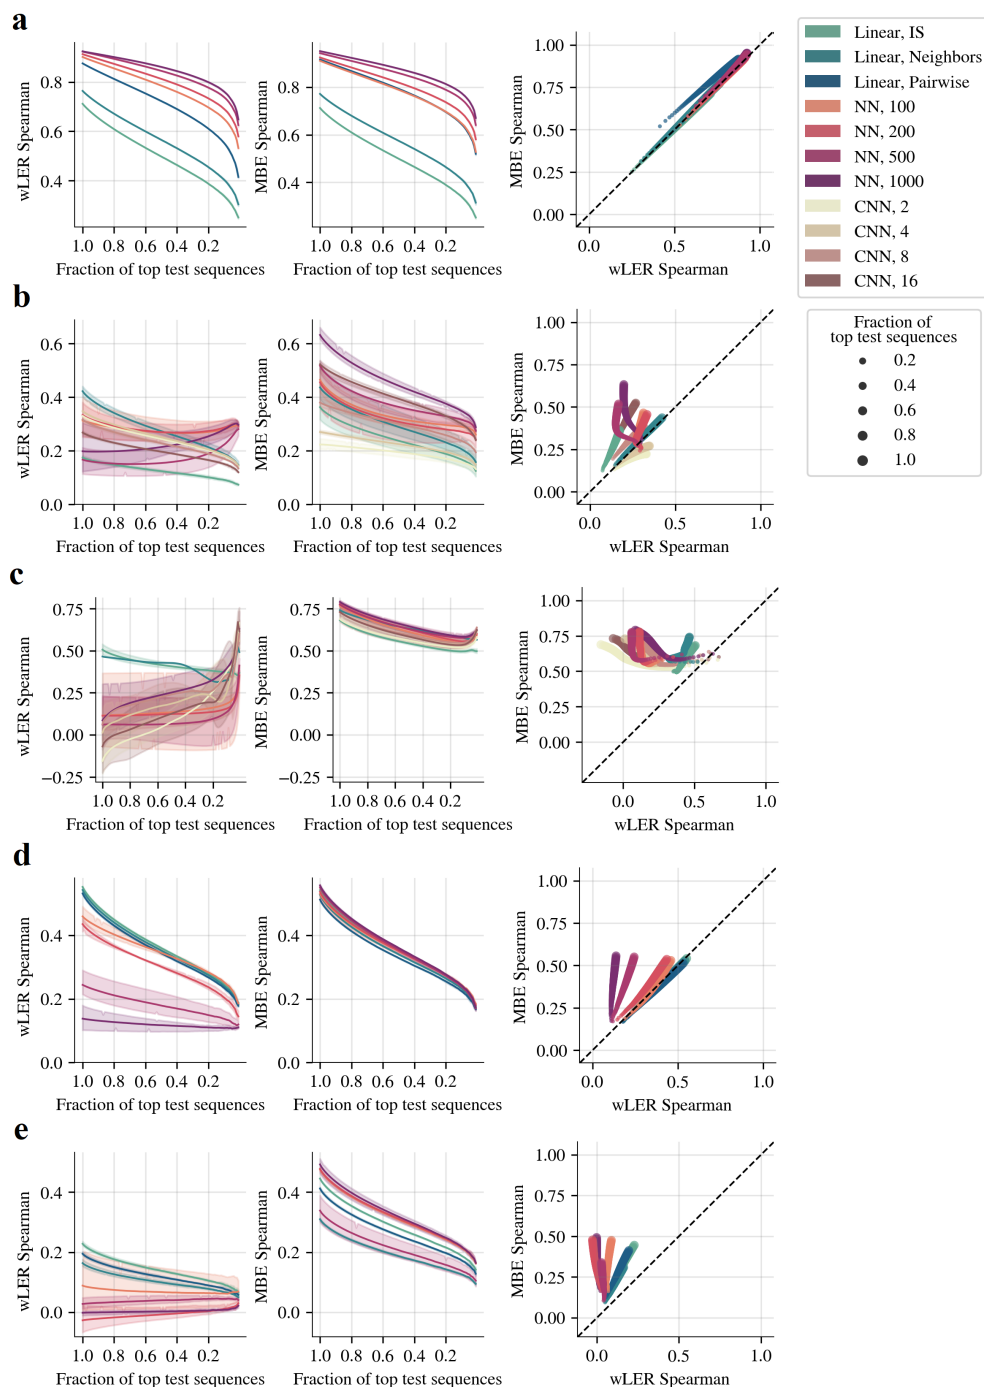 a
wLER Spearman
0.8
0.6
0.4
1.0 0.8 0.6 0.4 0.2
Fraction of top test sequences
MBE Spearman
0.8
0.6
0.4
1.0 0.8 0.6 0.4 0.2
Fraction of top test sequences
MBE Spearman
1.00
0.75
0.50
0.25
0.00
0.0 0.5 1.0
wLER Spearman
Linear, IS
Linear, Neighbors
Linear, Pairwise
NN, 100
NN, 200
NN, 500
NN, 1000
CNN, 2
CNN, 4
CNN, 8
CNN, 16
Fraction of
top test sequences
0.2
0.4
0.6
0.8
1.0
b
wLER Spearman
0.6
0.4
0.2
0.0
1.0 0.8 0.6 0.4 0.2
Fraction of top test sequences
MBE Spearman
0.6
0.4
0.2
0.0
1.0 0.8 0.6 0.4 0.2
Fraction of top test sequences
MBE Spearman
1.00
0.75
0.50
0.25
0.00
0.0 0.5 1.0
wLER Spearman
c
wLER Spearman
0.75
0.50
0.25
0.00
−0.25
1.0 0.8 0.6 0.4 0.2
Fraction of top test sequences
MBE Spearman
0.75
0.50
0.25
0.00
−0.25
1.0 0.8 0.6 0.4 0.2
Fraction of top test sequences
MBE Spearman
1.00
0.75
0.50
0.25
0.00
0.0 0.5 1.0
wLER Spearman
d
wLER Spearman
0.4
0.2
0.0
1.0 0.8 0.6 0.4 0.2
Fraction of top test sequences
MBE Spearman
0.4
0.2
0.0
1.0 0.8 0.6 0.4 0.2
Fraction of top test sequences
MBE Spearman
1.00
0.75
0.50
0.25
0.00
0.0 0.5 1.0
wLER Spearman
e
wLER Spearman
0.4
0.2
0.0
1.0 0.8 0.6 0.4 0.2
Fraction of top test sequences
MBE Spearman
0.4
0.2
0.0
1.0 0.8 0.6 0.4 0.2
Fraction of top test sequences
MBE Spearman
1.00
0.75
0.50
0.25
0.00
0.0 0.5 1.0
wLER Spearman